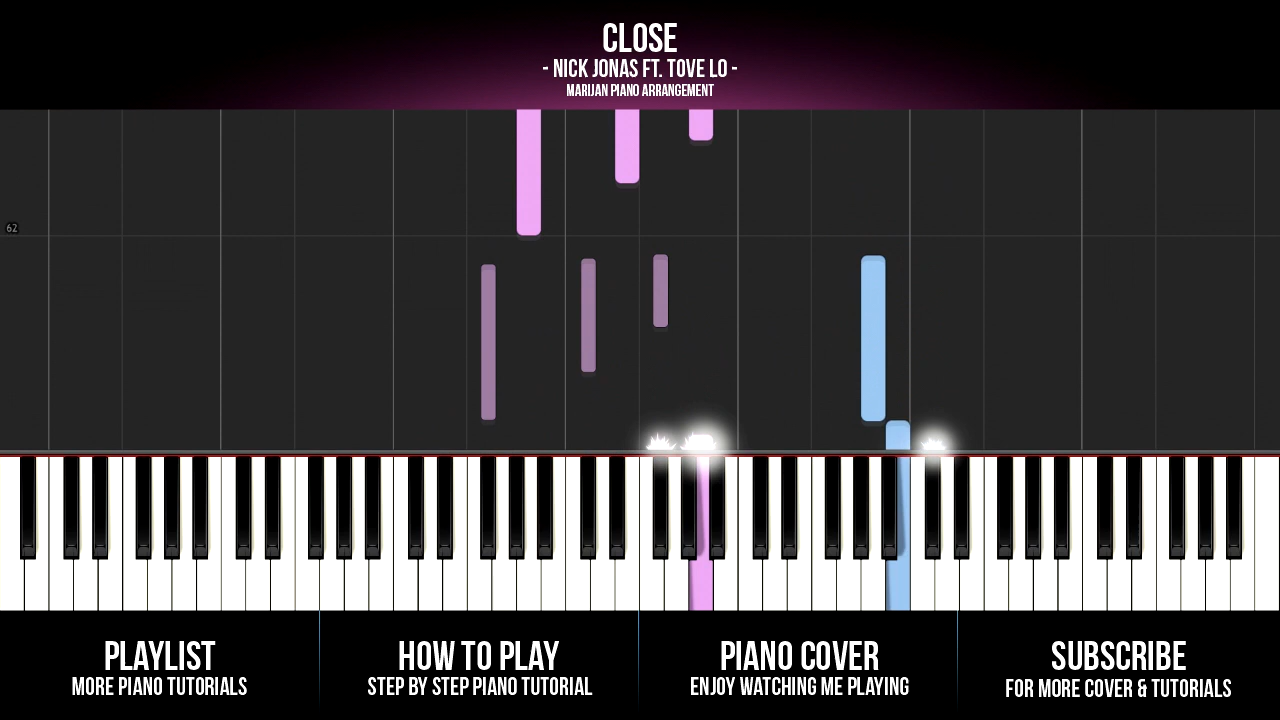 CLOSE
- NICK JONAS FT. TOVE LO -
MARIJAN PIANO ARRANGEMENT
62
PLAYLIST
MORE PIANO TUTORIALS
HOW TO PLAY
STEP BY STEP PIANO TUTORIAL
PIANO COVER
ENJOY WATCHING ME PLAYING
SUBSCRIBE
FOR MORE COVER & TUTORIALS